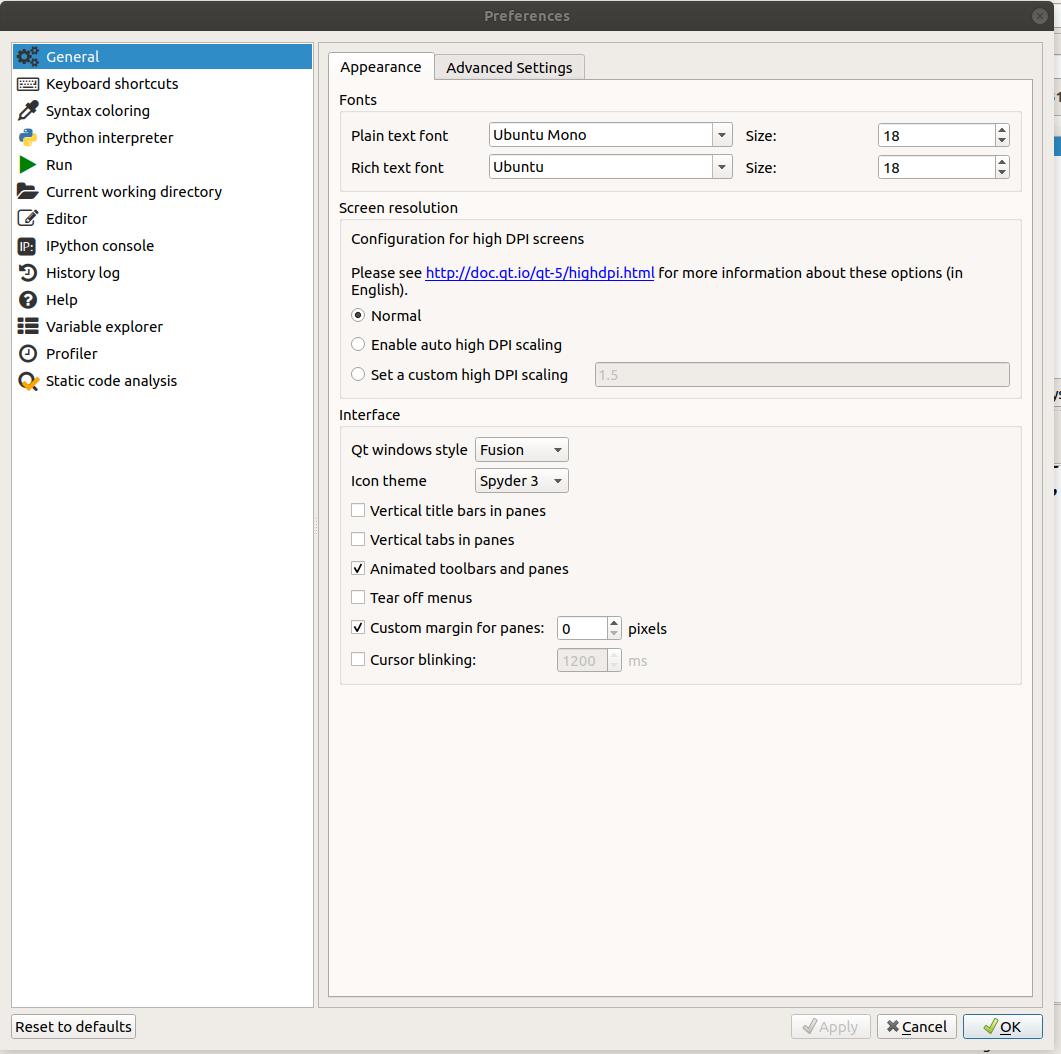 Preferences
General
Keyboard shortcuts
Syntax coloring
Python interpreter
Run
Current working directory
Editor
IP: IPython console
History log
Help
Variable explorer
Profiler
Static code analysis
Appearance Advanced Settings
Fonts
Plain text font Ubuntu Mono Size: 18
Rich text font Ubuntu Size: 18
Screen resolution
Configuration for high DPI screens
Please see http://doc.qt.io/qt-5/highdpi.html for more information about these options (in
English).
Normal
Enable auto high DPI scaling
Set a custom high DPI scaling 1.5
Interface
Qt windows style Fusion
Icon theme Spyder 3
Vertical title bars in panes
Vertical tabs in panes
Animated toolbars and panes
Tear off menus
Custom margin for panes: 0 pixels
Cursor blinking: 1200 ms
Reset to defaults Apply Cancel OK